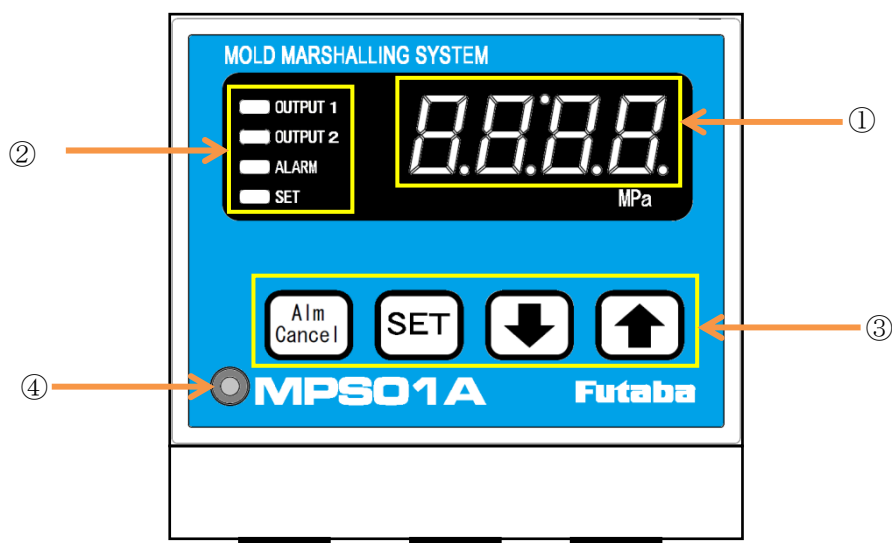 MOLD MARSHALLING SYSTEM
OUTPUT 1
OUTPUT 2
ALARM
SET
8.8.8.8.
MPa
①
②
Alm
Cancel
SET
③
④
MPS01A
Futaba